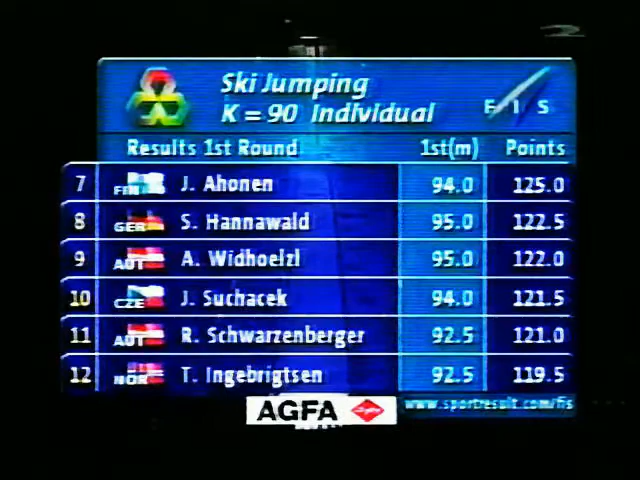 Ski Jumping
K = 90 Individual
F I S
Results 1st Round 1st(m) Points
7 FIN J. Ahonen 94.0 125.0
8 GER S. Hannawald 95.0 122.5
9 AUT A. Widhoelzl 95.0 122.0
10 CZE J. Suchacek 94.0 121.5
11 AUT R. Schwarzenberger 92.5 121.0
12 NOR T. Ingebrigtsen 92.5 119.5
AGFA
www.sportresult.com/fis